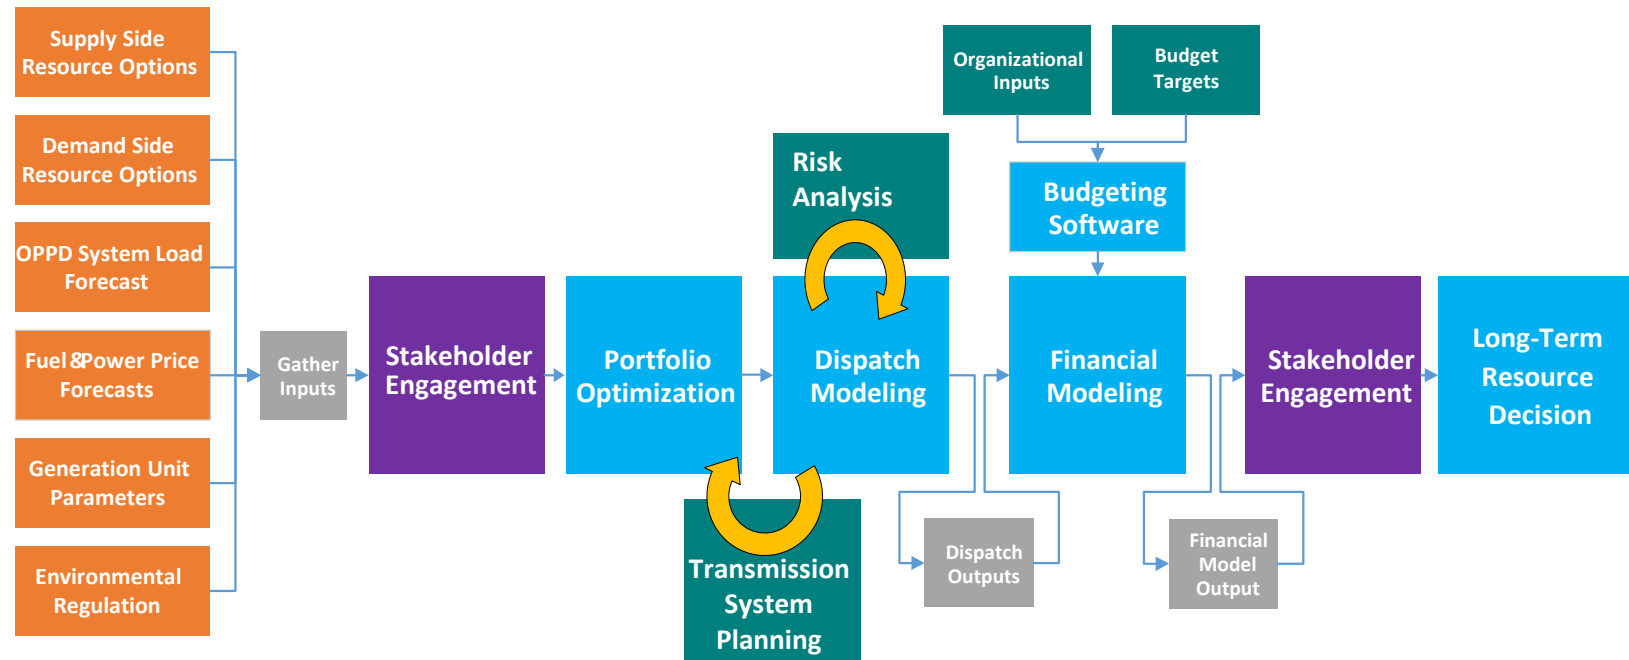 Supply Side
Resource Options
Demand Side
Resource Options
OPPD System Load
Forecast
Fuel & Power Price
Forecasts
Generation Unit
Parameters
Environmental
Regulation
Gather
Inputs
Stakeholder
Engagement
Portfolio
Optimization
Risk
Analysis
Dispatch
Modeling
Transmission
System
Planning
Dispatch
Outputs
Organizational
Inputs
Budget
Targets
Budgeting
Software
Financial
Modeling
Financial
Model
Output
Stakeholder
Engagement
Long-Term
Resource
Decision